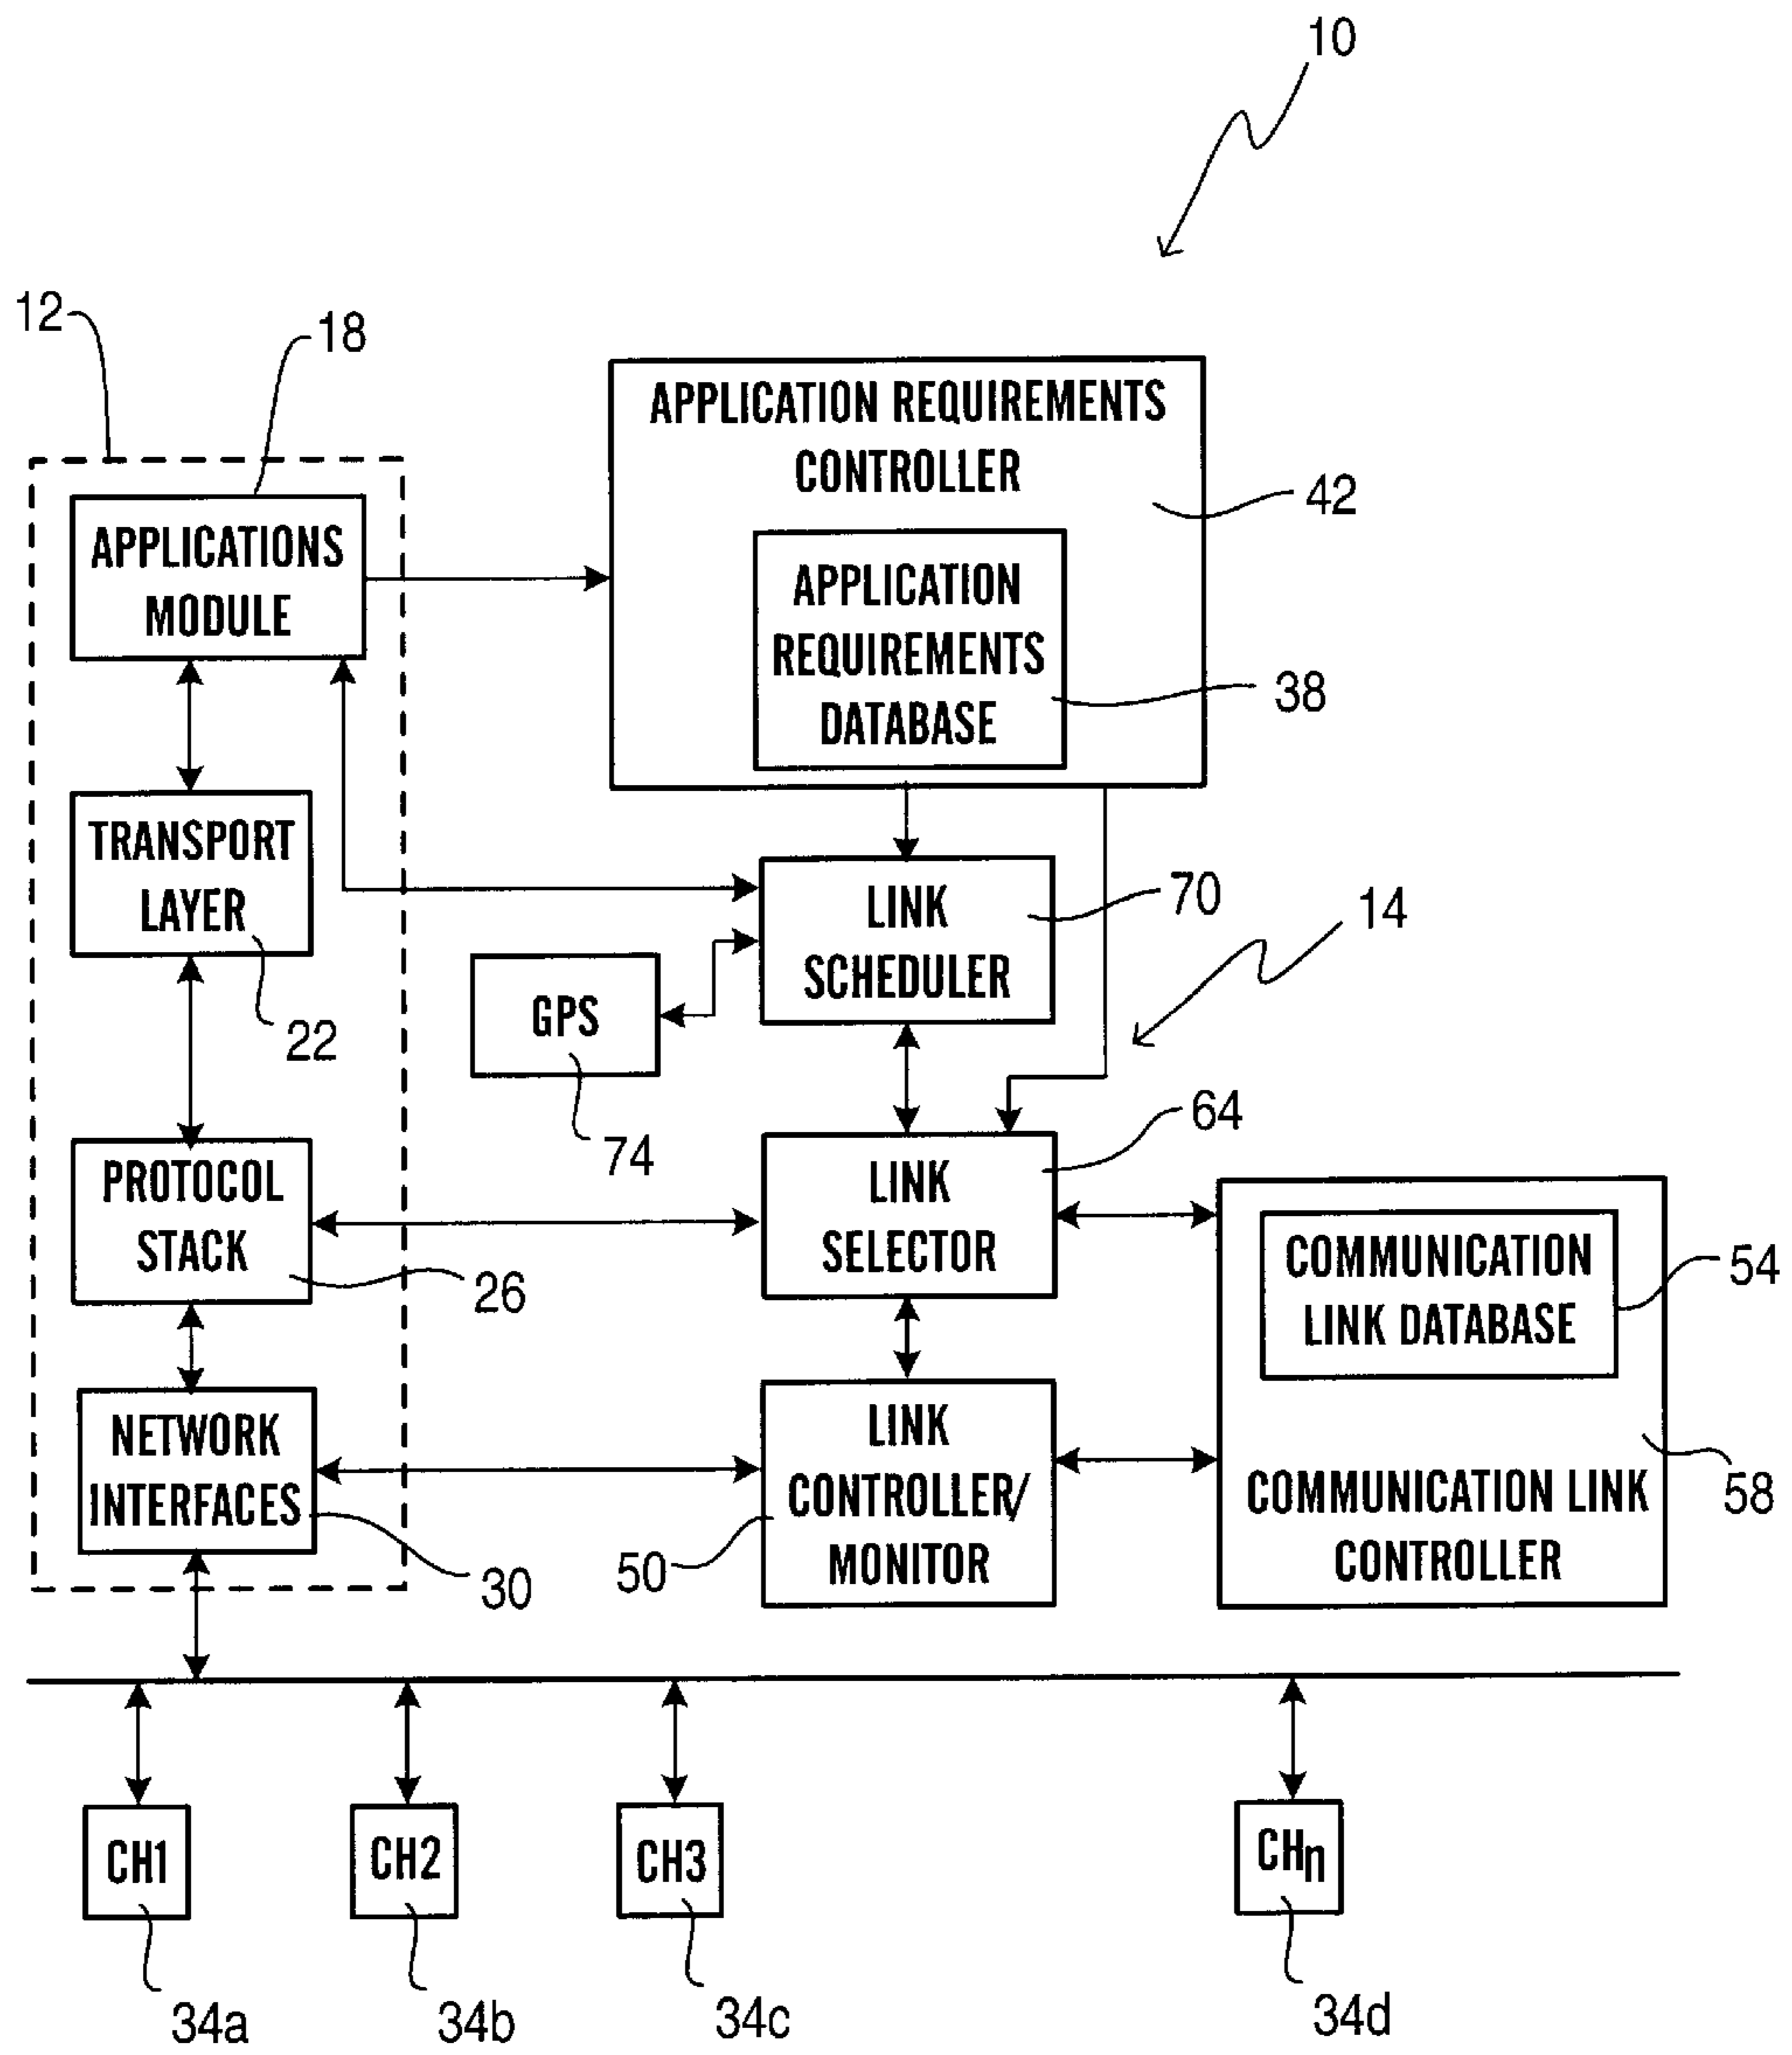 10
12
18
APPLICATION REQUIREMENTS
CONTROLLER
42
APPLICATIONS
MODULE
APPLICATION
REQUIREMENTS
DATABASE
38
TRANSPORT
LAYER
22
LINK
SCHEDULER
70
14
GPS
74
64
PROTOCOL
STACK
26
LINK
SELECTOR
COMMUNICATION
LINK DATABASE
54
NETWORK
INTERFACES
30
LINK
CONTROLLER/
MONITOR
50
COMMUNICATION LINK
CONTROLLER
58
CH1
CH2
CH3
CHn
34a
34b
34c
34d